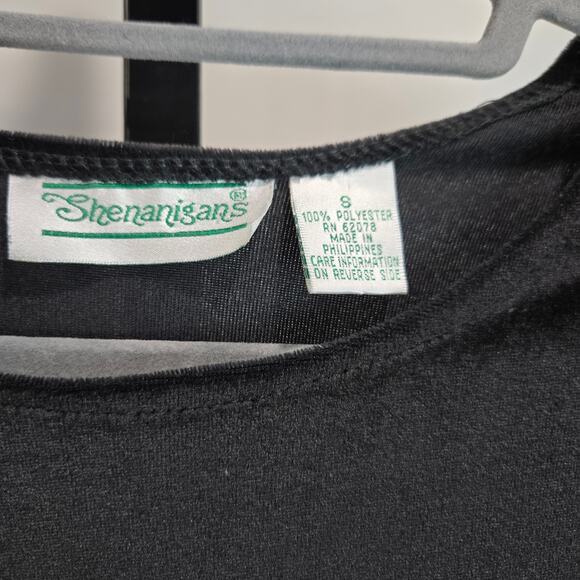 Shenanigans
S
100% POLYESTER
RN 62078
MADE IN
PHILIPPINES
CARE INFORMATION
ON REVERSE SIDE